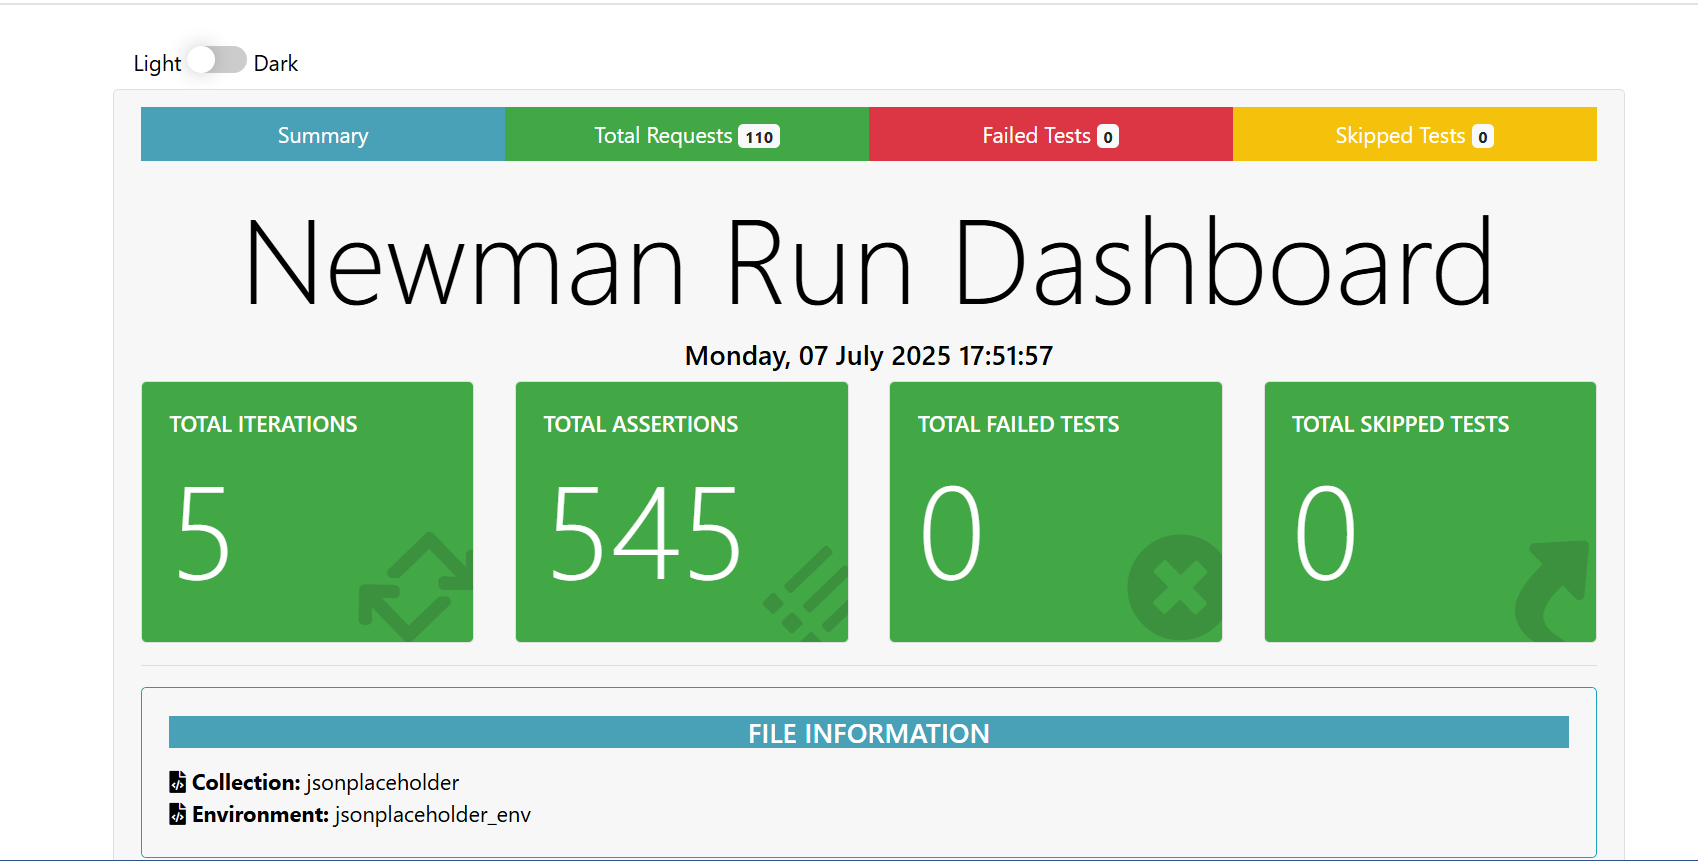 Light Dark
Summary Total Requests 110 Failed Tests 0 Skipped Tests 0
Newman Run Dashboard
Monday, 07 July 2025 17:51:57
TOTAL ITERATIONS TOTAL ASSERTIONS TOTAL FAILED TESTS TOTAL SKIPPED TESTS
5 545 0 0
FILE INFORMATION
Collection: jsonplaceholder
Environment: jsonplaceholder_env